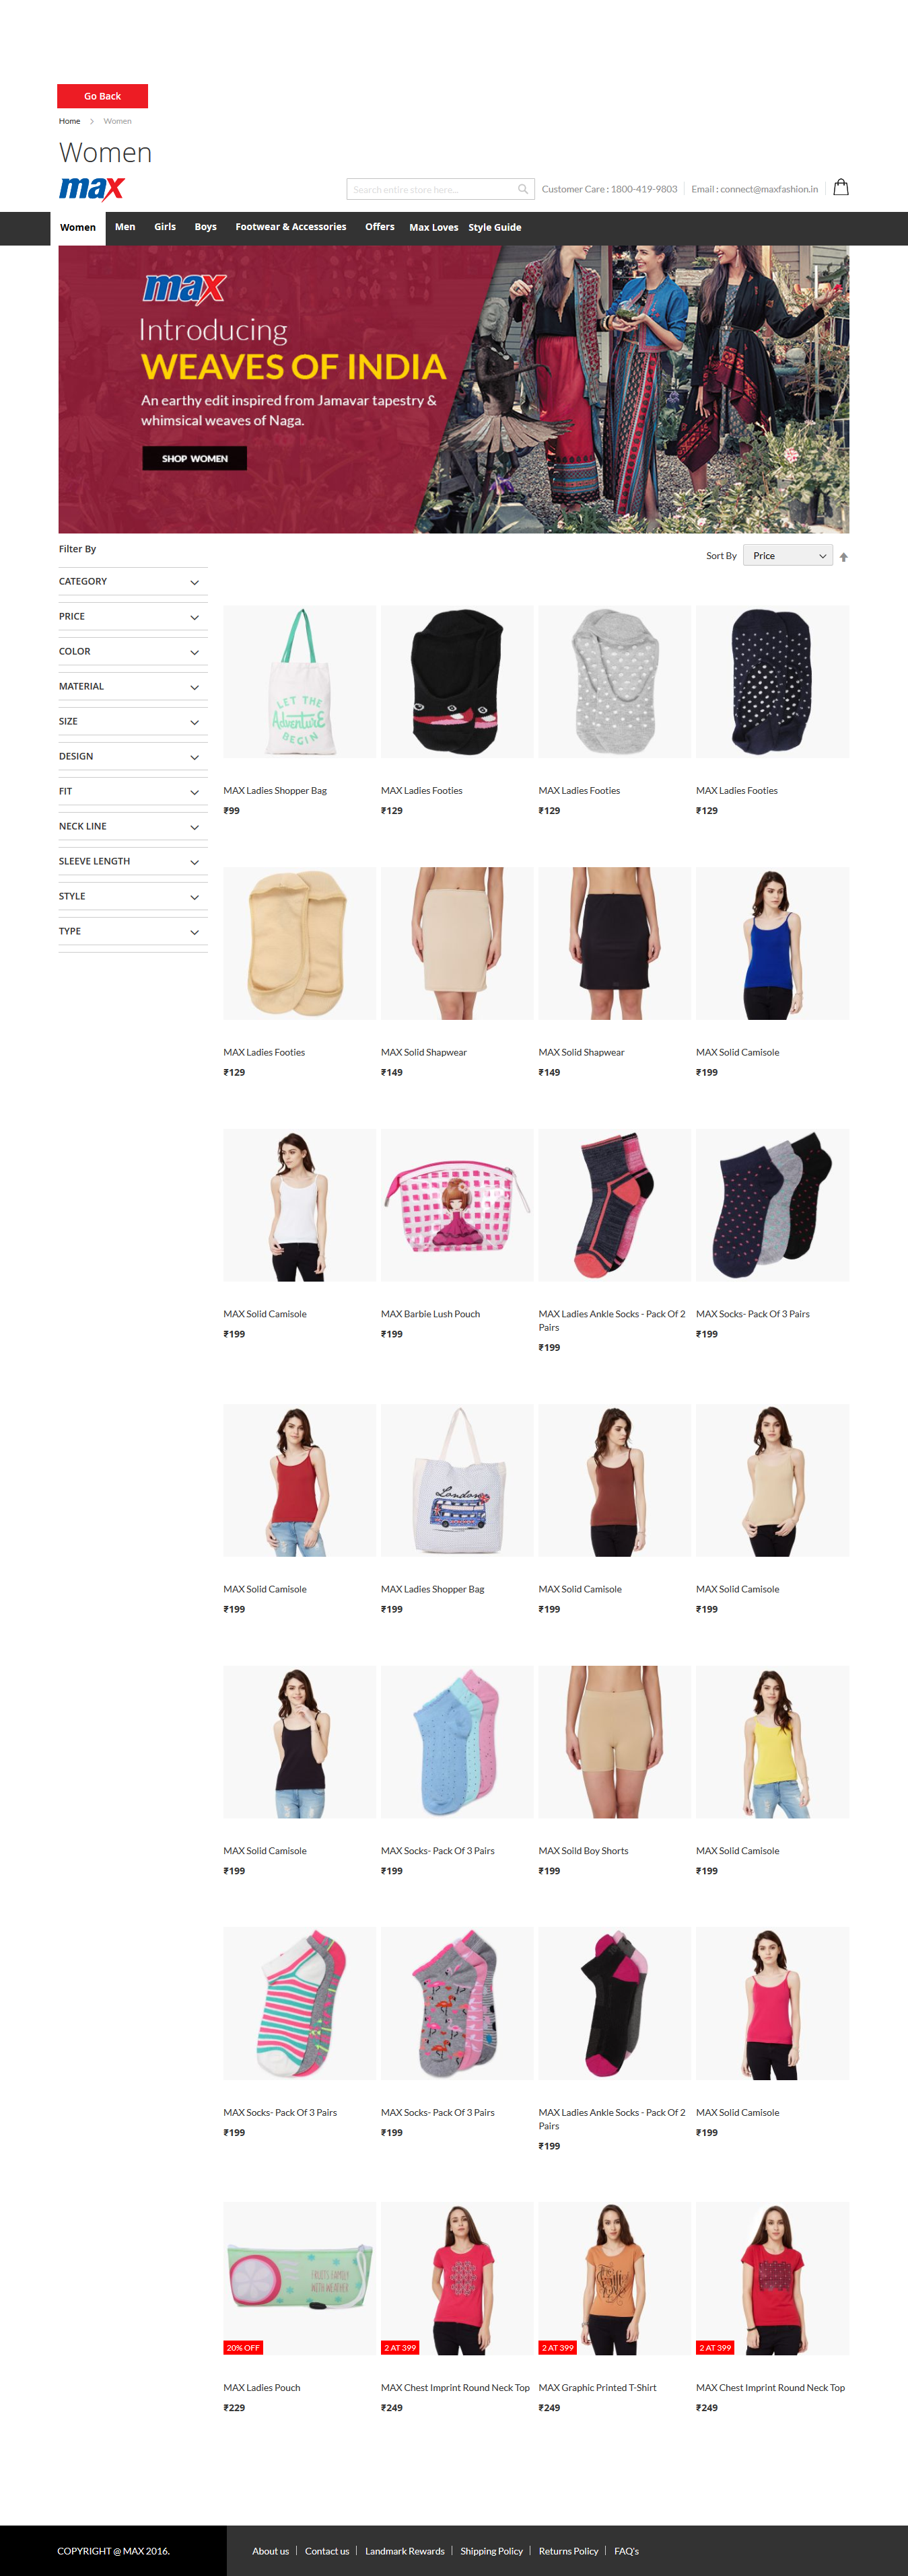 Go Back
Home > Women
Women
max
Search entire store here...
Customer Care : 1800-419-9803
Email : connect@maxfashion.in
Women Men Girls Boys Footwear & Accessories Offers Max Loves Style Guide
max
Introducing
WEAVES OF INDIA
An earthy edit inspired from Jamavar tapestry &
whimsical weaves of Naga.
SHOP WOMEN
Filter By
Sort By Price
CATEGORY
PRICE
COLOR
MATERIAL
SIZE
DESIGN
FIT
NECK LINE
SLEEVE LENGTH
STYLE
TYPE
LET THE
Adventure
BEGIN
MAX Ladies Shopper Bag
₹99
MAX Ladies Footies
₹129
MAX Ladies Footies
₹129
MAX Ladies Footies
₹129
MAX Ladies Footies
₹129
MAX Solid Shapwear
₹149
MAX Solid Shapwear
₹149
MAX Solid Camisole
₹199
MAX Solid Camisole
₹199
MAX Barbie Lush Pouch
₹199
MAX Ladies Ankle Socks - Pack Of 2
Pairs
₹199
MAX Socks- Pack Of 3 Pairs
₹199
MAX Solid Camisole
₹199
London
MAX Ladies Shopper Bag
₹199
MAX Solid Camisole
₹199
MAX Solid Camisole
₹199
MAX Solid Camisole
₹199
MAX Socks- Pack Of 3 Pairs
₹199
MAX Soild Boy Shorts
₹199
MAX Solid Camisole
₹199
MAX Socks- Pack Of 3 Pairs
₹199
MAX Socks- Pack Of 3 Pairs
₹199
MAX Ladies Ankle Socks - Pack Of 2
Pairs
₹199
MAX Solid Camisole
₹199
FRUITS FAMILY
WITH WEATHER
20% OFF
MAX Ladies Pouch
₹229
2 AT 399
MAX Chest Imprint Round Neck Top
₹249
2 AT 399
MAX Graphic Printed T-Shirt
₹249
2 AT 399
MAX Chest Imprint Round Neck Top
₹249
COPYRIGHT @ MAX 2016.
About us | Contact us | Landmark Rewards | Shipping Policy | Returns Policy | FAQ's